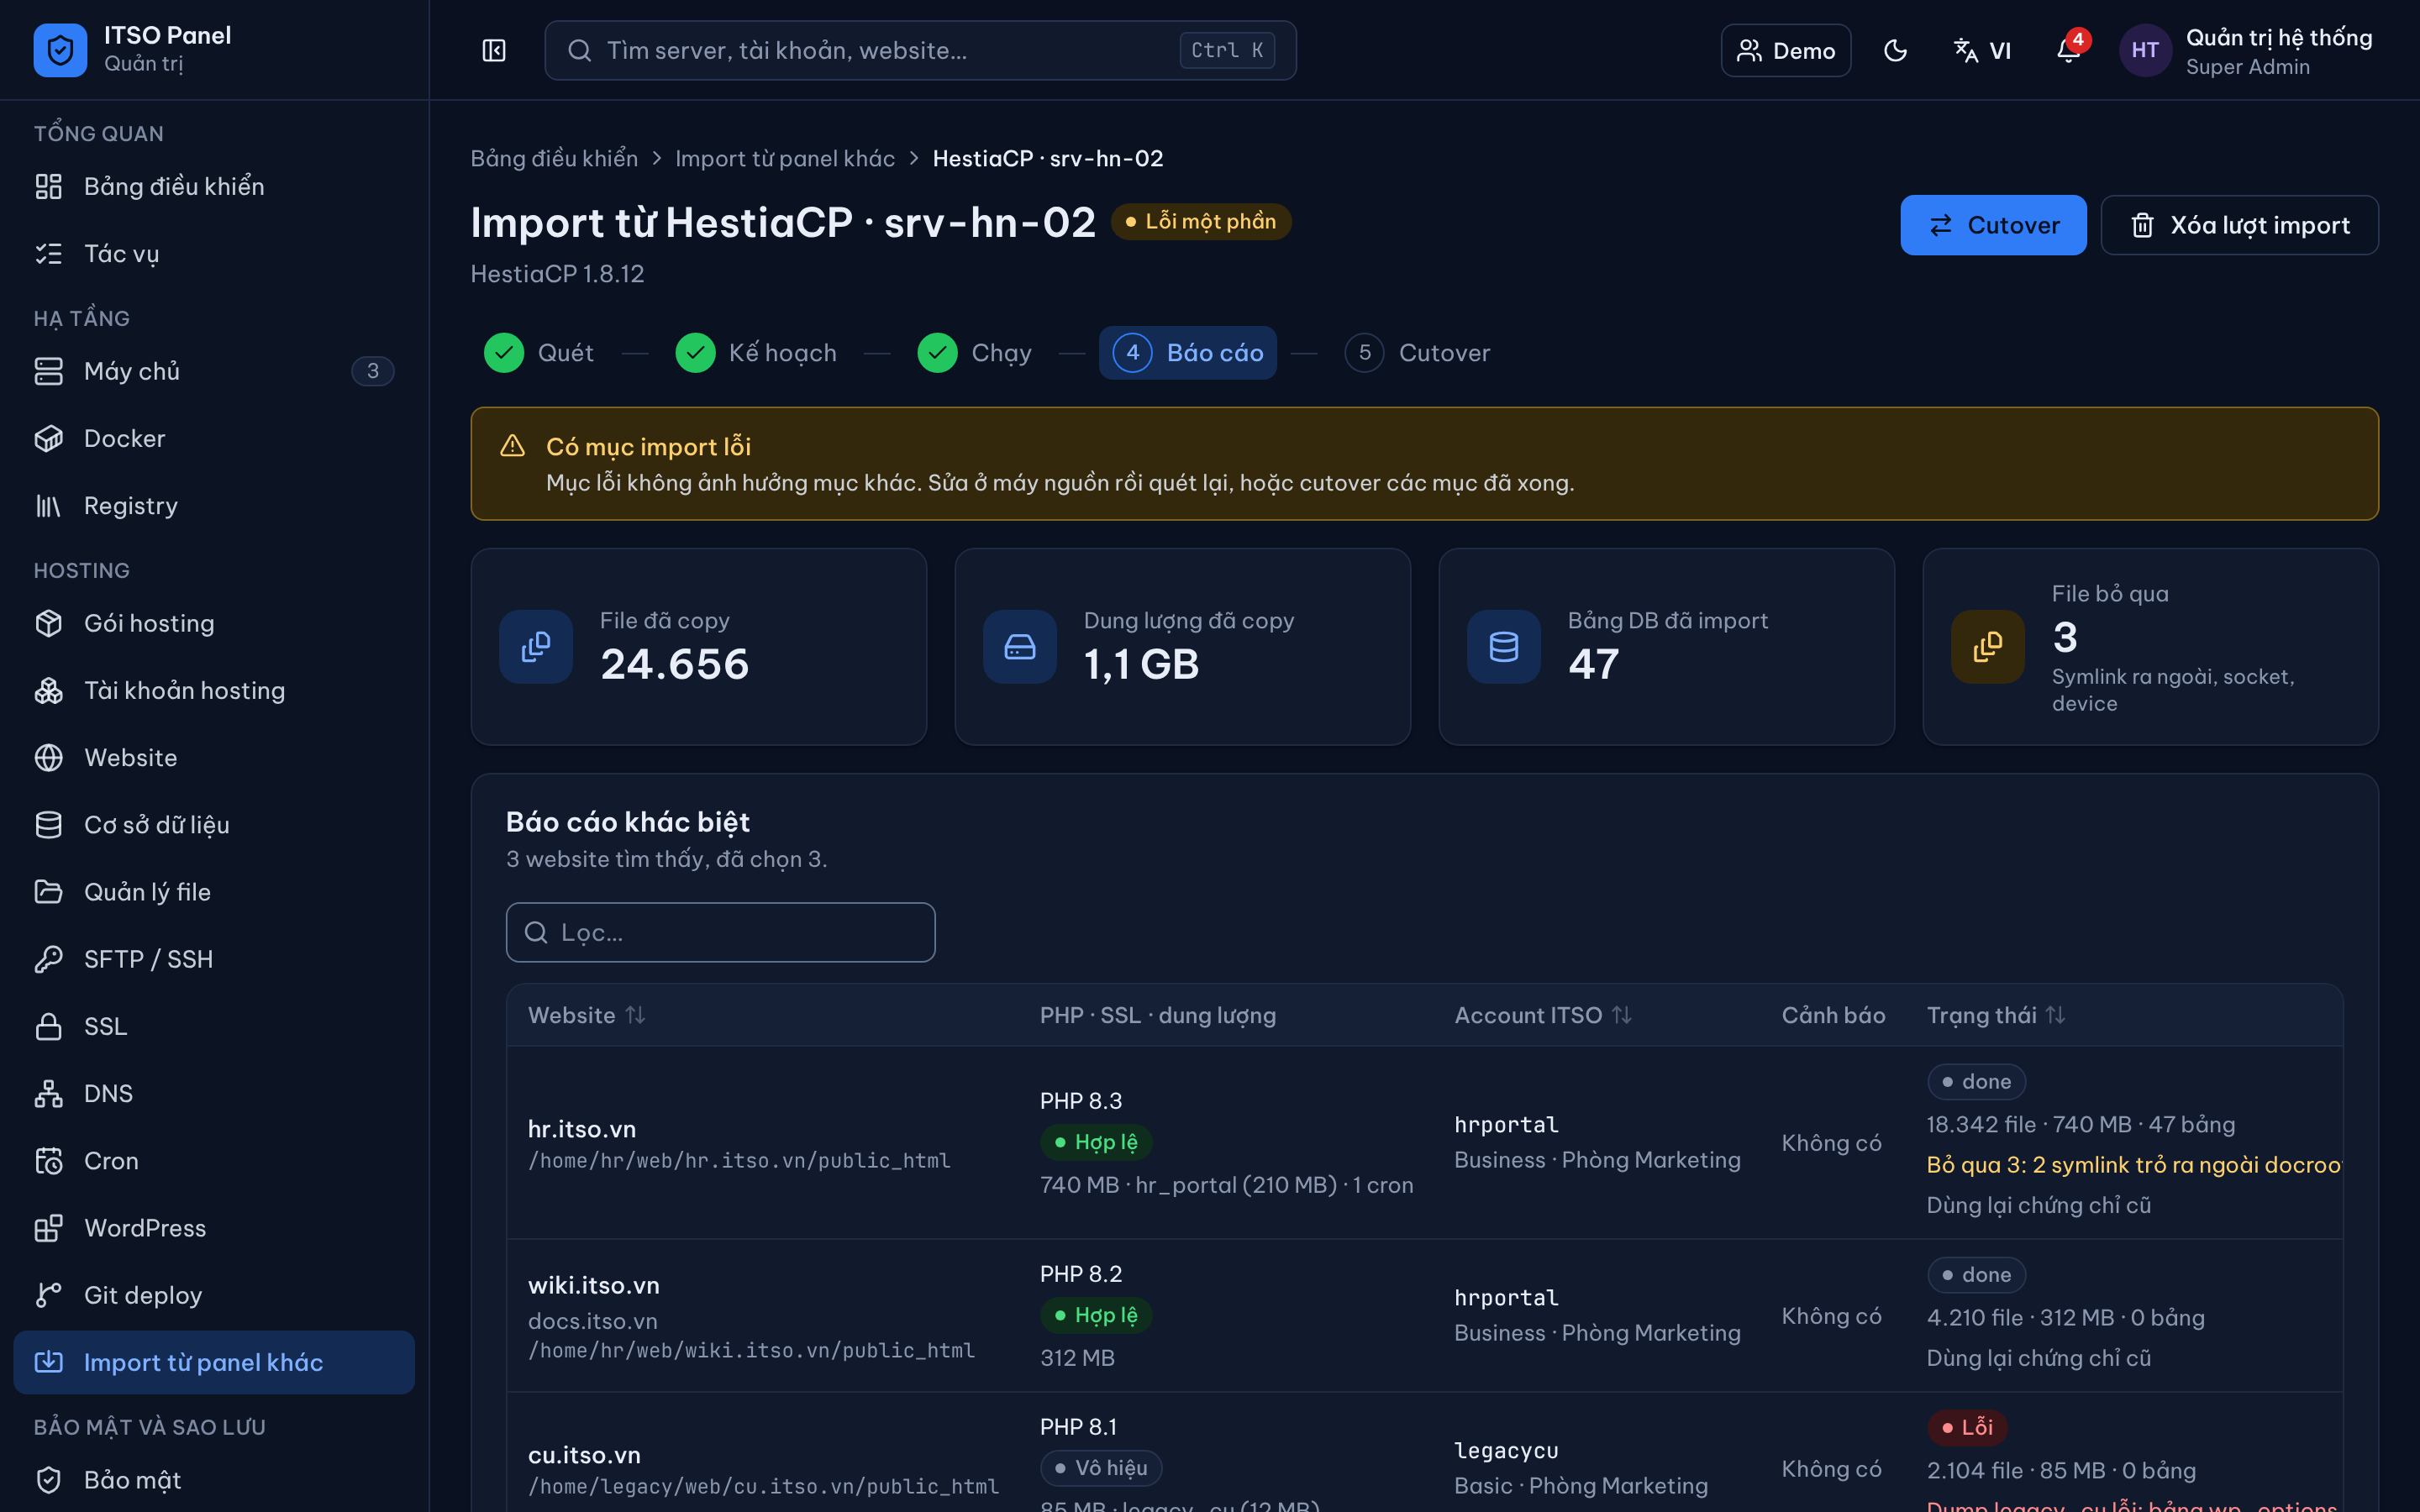 ITSO Panel
Quản trị
Tìm server, tài khoản, website...
Ctrl K
Demo
VI
4
HT
Quản trị hệ thống
Super Admin
TỔNG QUAN
Bảng điều khiển
Tác vụ
HẠ TẦNG
Máy chủ
3
Docker
Registry
HOSTING
Gói hosting
Tài khoản hosting
Website
Cơ sở dữ liệu
Quản lý file
SFTP / SSH
SSL
DNS
Cron
WordPress
Git deploy
Import từ panel khác
BẢO MẬT VÀ SAO LƯU
Bảo mật
Bảng điều khiển > Import từ panel khác > HestiaCP · srv-hn-02
Import từ HestiaCP · srv-hn-02
Lỗi một phần
Cutover
Xóa lượt import
HestiaCP 1.8.12
Quét
Kế hoạch
Chạy
4 Báo cáo
5 Cutover
Có mục import lỗi
Mục lỗi không ảnh hưởng mục khác. Sửa ở máy nguồn rồi quét lại, hoặc cutover các mục đã xong.
File đã copy
24.656
Dung lượng đã copy
1,1 GB
Bảng DB đã import
47
File bỏ qua
3
Symlink ra ngoài, socket,
device
Báo cáo khác biệt
3 website tìm thấy, đã chọn 3.
Lọc...
Website
PHP · SSL · dung lượng
Account ITSO
Cảnh báo
Trạng thái
hr.itso.vn
/home/hr/web/hr.itso.vn/public_html
PHP 8.3
Hợp lệ
740 MB · hr_portal (210 MB) · 1 cron
hrportal
Business · Phòng Marketing
Không có
done
18.342 file · 740 MB · 47 bảng
Bỏ qua 3: 2 symlink trỏ ra ngoài docroo
Dùng lại chứng chỉ cũ
wiki.itso.vn
docs.itso.vn
/home/hr/web/wiki.itso.vn/public_html
PHP 8.2
Hợp lệ
312 MB
hrportal
Business · Phòng Marketing
Không có
done
4.210 file · 312 MB · 0 bảng
Dùng lại chứng chỉ cũ
cu.itso.vn
/home/legacy/web/cu.itso.vn/public_html
PHP 8.1
Vô hiệu
85 MB · legacy_cu (12 MB)
legacycu
Basic · Phòng Marketing
Không có
Lỗi
2.104 file · 85 MB · 0 bảng
Dump legacy_cu lỗi: bảng wp_options